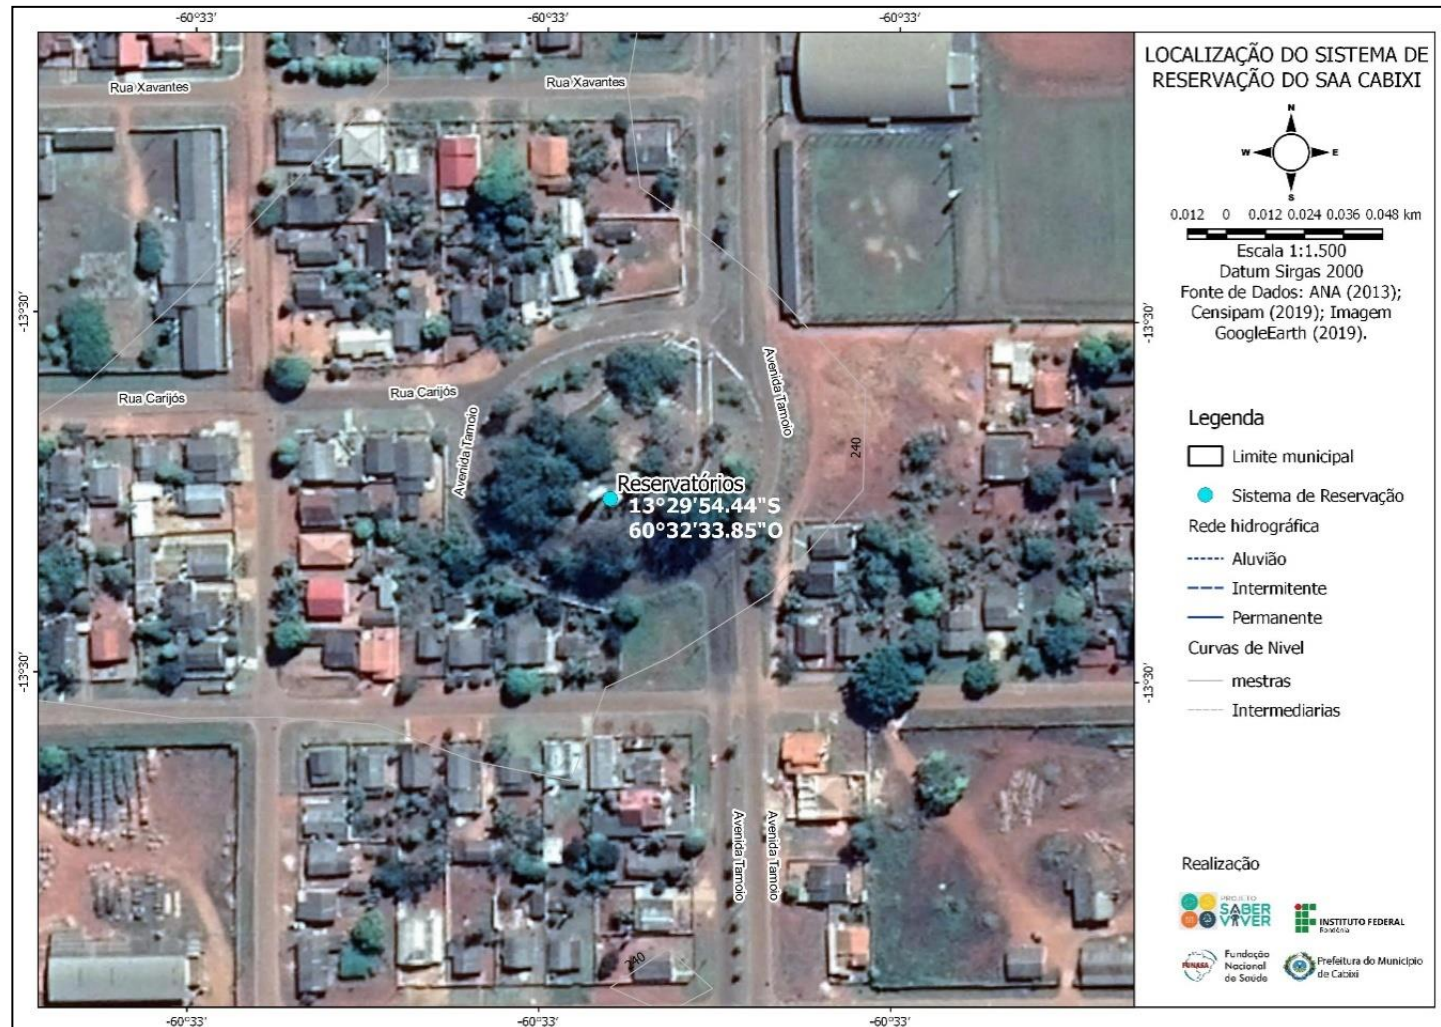 -60°33'
-60°33'
-60°33'
Rua Xavantes
Rua Xavantes
-13°30'
-13°30'
Rua Carijós
Rua Carijós
Avenida Tamoio
Avenida Tamoio
240
Reservatórios
13°29'54.44"S
60°32'33.85"O
-13°30'
-13°30'
Avenida Tamoio
Avenida Tamoio
240
-60°33'
-60°33'
-60°33'
LOCALIZAÇÃO DO SISTEMA DE
RESERVAÇÃO DO SAA CABIXI
N
W
E
S
0.012 0 0.012 0.024 0.036 0.048 km
Escala 1:1.500
Datum Sirgas 2000
Fonte de Dados: ANA (2013);
Censipam (2019); Imagem
GoogleEarth (2019).
Legenda
Limite municipal
Sistema de Reservação
Rede hidrográfica
Aluvião
Intermitente
Permanente
Curvas de Nivel
mestras
Intermediarias
Realização
PROJETO
SABER
VIVER
INSTITUTO FEDERAL
Rondônia
FUNASA
Fundação
Nacional
de Saúde
Prefeitura do Município
de Cabixi